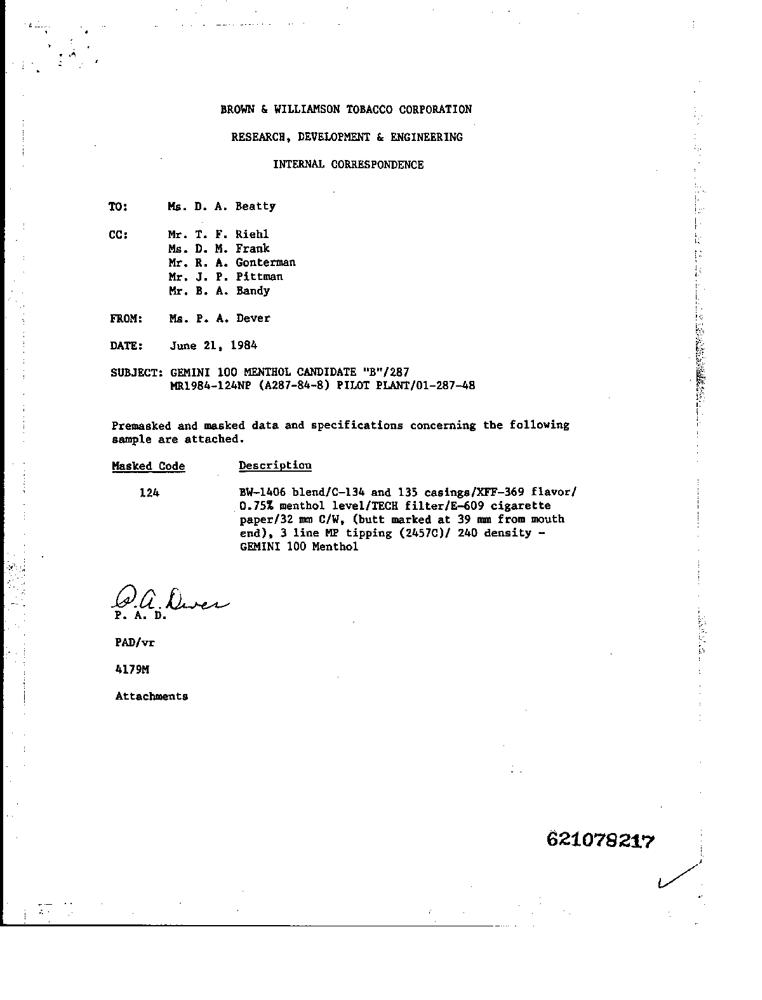 BROWN & WILLIAMSON TOBACCO CORPORATION
RESEARCH, DEVELOPMENT & ENGINEERING
INTERNAL CORRESPONDENCE
TO: Ms. D. A. Beatty
CC: Mr. T. F. Riehl
Ms. D. M. Frank
Mr. R. A. Gonterman
Mr. J. P. Pittman
Mr. B. A. Bandy
FROM: Ms. P. A. Dever
DATE: June 21, 1984
SUBJECT: GEMINI 100 MENTHOL CANDIDATE "B"/287
MR1984-124NP (A287-84-8) PILOT PLANT/01-287-48
Premasked and masked data and specifications concerning the following
sample are attached.
Masked Code Description
124 BW-1406 blend/C-134 and 135 casings/XFF-369 flavor/
0.75% menthol level/TECH filter/E-609 cigarette
paper/32 mm C/W, (butt marked at 39 mm from mouth
end), 3 line MP tipping (2457C)/ 240 density -
GEMINI 100 Menthol
P.A. Dever
P. A. D.
PAD/vr
4179M
Attachments
621078217